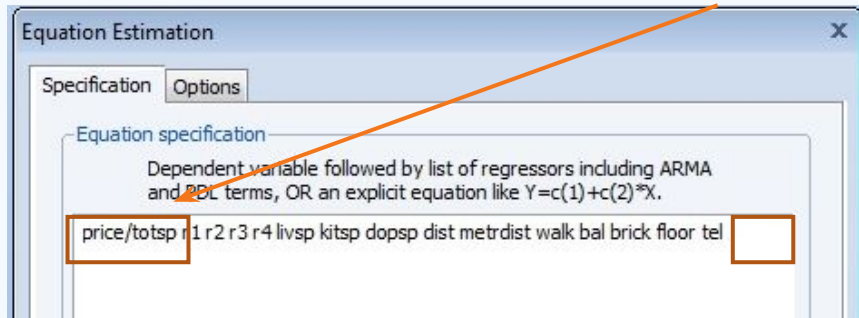 Equation Estimation
Specification Options
Equation specification
Dependent variable followed by list of regressors including ARMA
and PDL terms, OR an explicit equation like Y=c(1)+c(2)*X.
price/totsp r1 r2 r3 r4 livsp kitsp dopsp dist metrdist walk bal brick floor tel